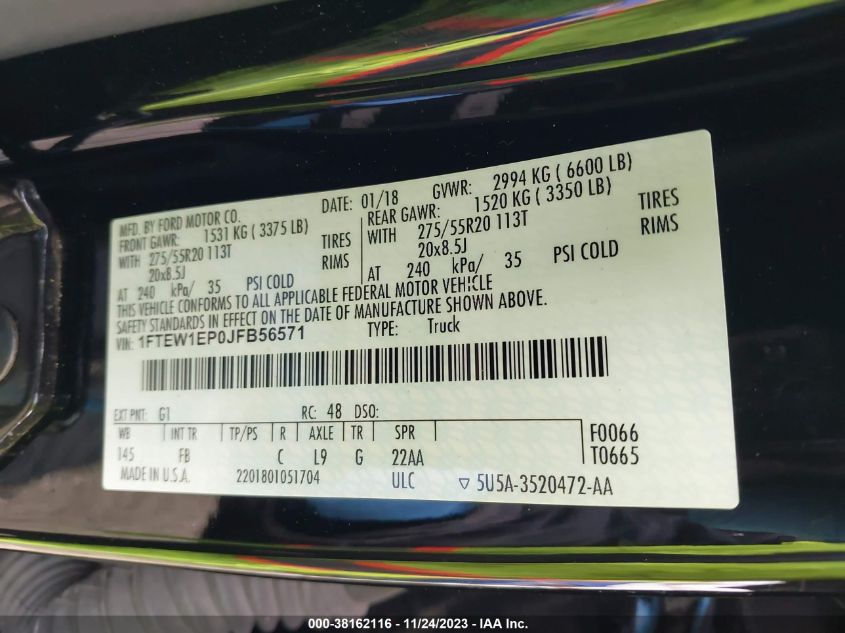 MFD. BY FORD MOTOR CO. DATE: 01/18 GVWR: 2994 KG ( 6600 LB)
FRONT GAWR: 1531 KG ( 3375 LB) REAR GAWR: 1520 KG ( 3350 LB)
WITH 275/55R20 113T TIRES WITH 275/55R20 113T TIRES
20x8.5J RIMS 20x8.5J RIMS
AT 240 kPa/ 35 PSI COLD AT 240 kPa/ 35 PSI COLD
THIS VEHICLE CONFORMS TO ALL APPLICABLE FEDERAL MOTOR VEHICLE
SAFETY STANDARDS IN EFFECT ON THE DATE OF MANUFACTURE SHOWN ABOVE.
VIN: 1FTEW1EP0JFB56571 TYPE: Truck
EXT PNT: G1 RC: 48 DSO:
WB INT TR TP/PS R AXLE TR SPR F0066
145 FB C L9 G 22AA T0665
MADE IN U.S.A. 2201801051704 ULC ▽ 5U5A-3520472-AA
000-38162116 - 11/24/2023 - IAA Inc.